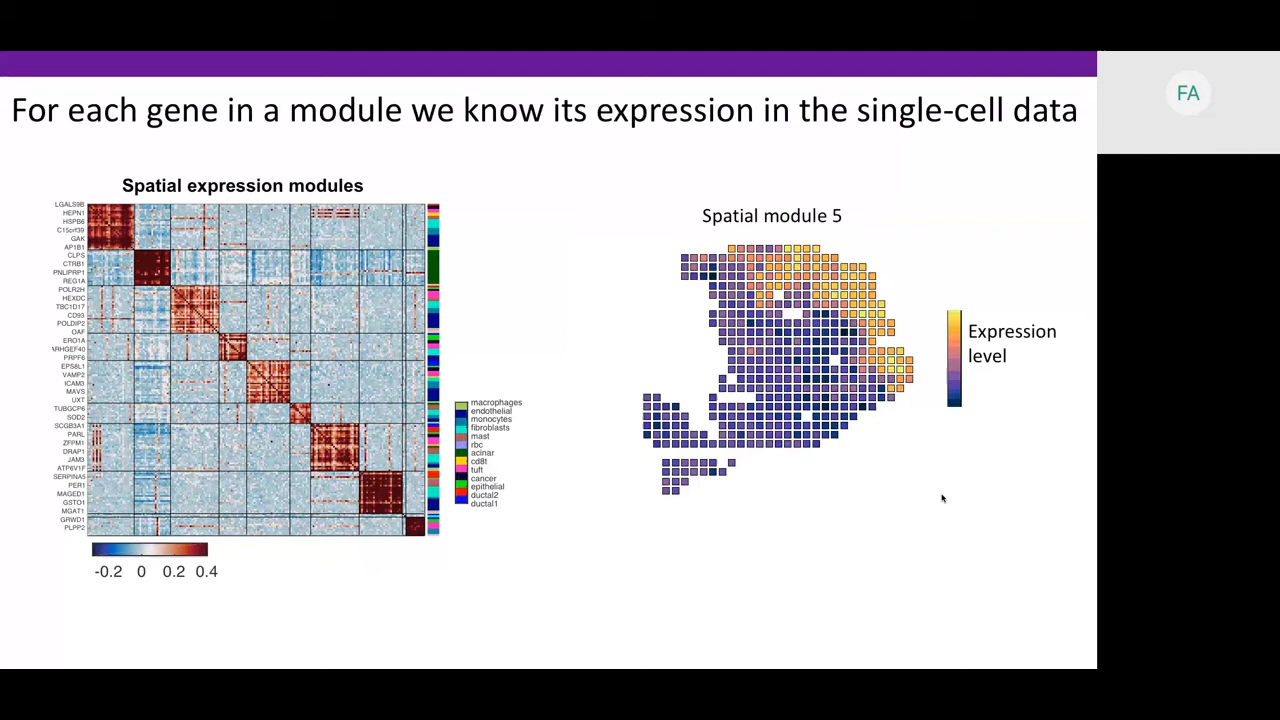 For each gene in a module we know its expression in the single-cell data
FA
Spatial expression modules
LGALS9B
HEPN1
HSPB6
C15orf39
GAK
AP1B1
CLPS
CTRB1
PNLIPRP1
REG1A
POLR2H
HEXDC
TBC1D17
CD93
POLDIP2
OAF
ERO1A
ARHGEF40
PRPF6
EPS8L1
VAMP2
ICAM3
MAVS
UXT
TUBGCP6
SOD2
SCGB3A1
PARL
ZFPM1
DRAP1
JAM3
ATP6V1F
SERPINA5
PER1
MAGED1
GSTO1
MGAT1
GRWD1
PLPP2
-0.2 0 0.2 0.4
macrophages
endothelial
monocytes
fibroblasts
mast
rbc
acinar
cd8t
tuft
cancer
epithelial
ductal2
ductal1
Spatial module 5
Expression
level